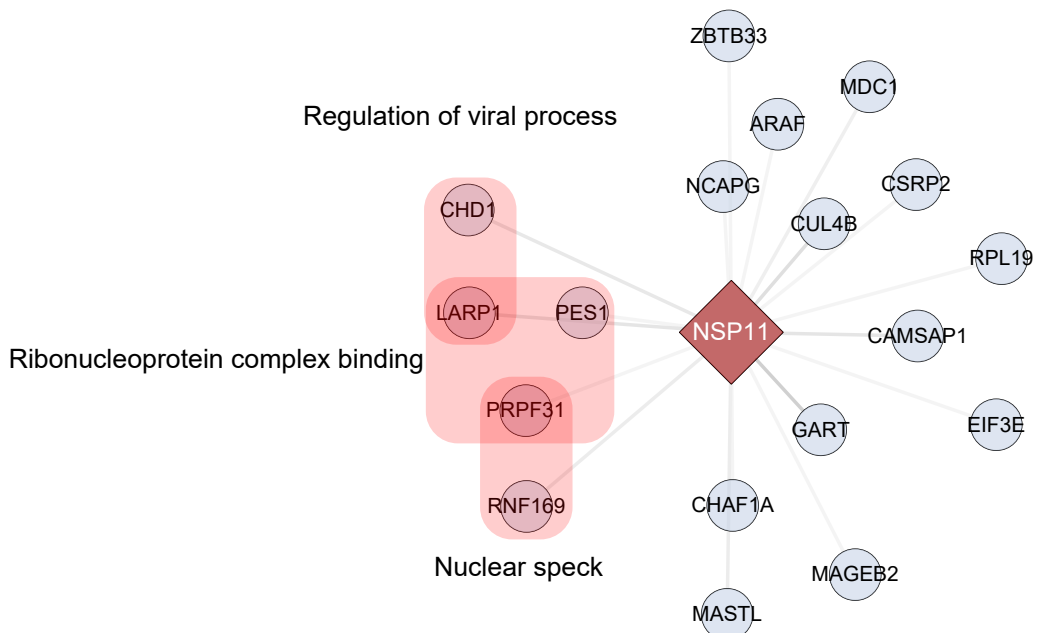 ZBTB33
MDC1
Regulation of viral process
ARAF
NCAPG
CSRP2
CHD1
CUL4B
RPL19
LARP1
PES1
NSP11
CAMSAP1
Ribonucleoprotein complex binding
PRPF31
EIF3E
GART
RNF169
CHAF1A
Nuclear speck
MAGEB2
MASTL